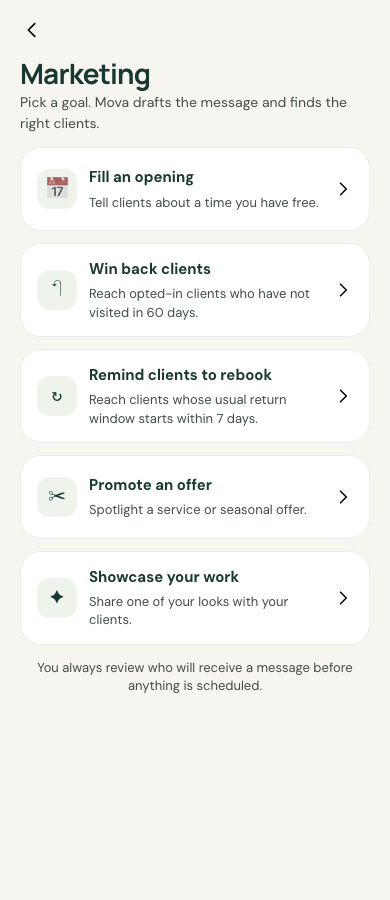 Marketing
Pick a goal. Mova drafts the message and finds the
right clients.
17
Fill an opening
Tell clients about a time you have free.
Win back clients
Reach opted-in clients who have not
visited in 60 days.
Remind clients to rebook
Reach clients whose usual return
window starts within 7 days.
Promote an offer
Spotlight a service or seasonal offer.
Showcase your work
Share one of your looks with your
clients.
You always review who will receive a message before
anything is scheduled.